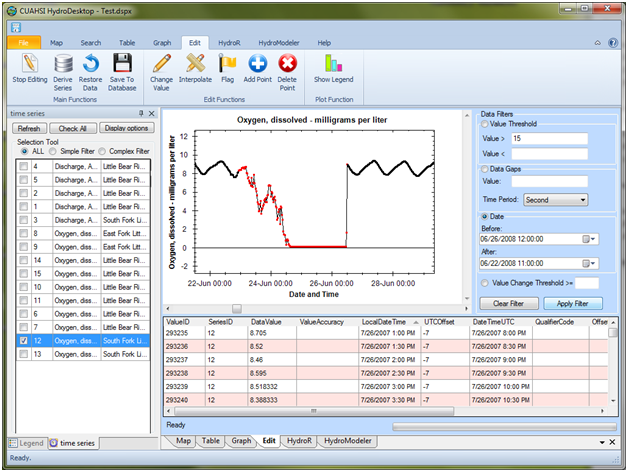 CUAHSI HydroDesktop - Test.dspx
File Map Search Table Graph Edit HydroR HydroModeler Help
Stop Editing Derive Series Restore Data Save To Database Change Value Interpolate Flag Add Point Delete Point Show Legend
Main Functions Edit Functions Plot Function
time series
Refresh Check All Display options
Selection Tool
ALL Simple Filter Complex Filter
4 Discharge, A... Little Bear Ri...
5 Discharge, A... Little Bear Ri...
2 Discharge, A... Little Bear Ri...
1 Discharge, A... Little Bear Ri...
3 Discharge, A... South Fork Li...
8 Oxygen, diss... East Fork Litt...
9 Oxygen, diss... East Fork Litt...
14 Oxygen, diss... Little Bear Ri...
15 Oxygen, diss... Little Bear Ri...
10 Oxygen, diss... Little Bear Ri...
11 Oxygen, diss... Little Bear Ri...
6 Oxygen, diss... Little Bear Ri...
7 Oxygen, diss... Little Bear Ri...
12 Oxygen, diss... South Fork Li...
13 Oxygen, diss... South Fork Li...
Legend time series
Oxygen, dissolved - milligrams per liter
Oxygen, dissolved - milligrams per liter
12
10
8
6
4
2
0
-2
22-Jun 00:00 24-Jun 00:00 26-Jun 00:00 28-Jun 00:00
Date and Time
Data Filters
Value Threshold
Value > 15
Value <
Data Gaps
Value:
Time Period: Second
Date
Before:
06/26/2008 12:00:00
After:
06/22/2008 11:00:00
Value Change Threshold >=
Clear Filter Apply Filter
ValueID SeriesID DataValue ValueAccuracy LocalDateTime UTCOffset DateTimeUTC QualifierCode Offse
293235 12 8.705 7/26/2007 1:00 PM -7 7/26/2007 8:00 PM
293236 12 8.52 7/26/2007 1:30 PM -7 7/26/2007 8:30 PM
293237 12 8.46 7/26/2007 2:00 PM -7 7/26/2007 9:00 PM
293238 12 8.595 7/26/2007 2:30 PM -7 7/26/2007 9:30 PM
293239 12 8.518332 7/26/2007 3:00 PM -7 7/26/2007 10:00 PM
293240 12 8.388333 7/26/2007 3:30 PM -7 7/26/2007 10:30 PM
Ready
Map Table Graph Edit HydroR HydroModeler
Ready.